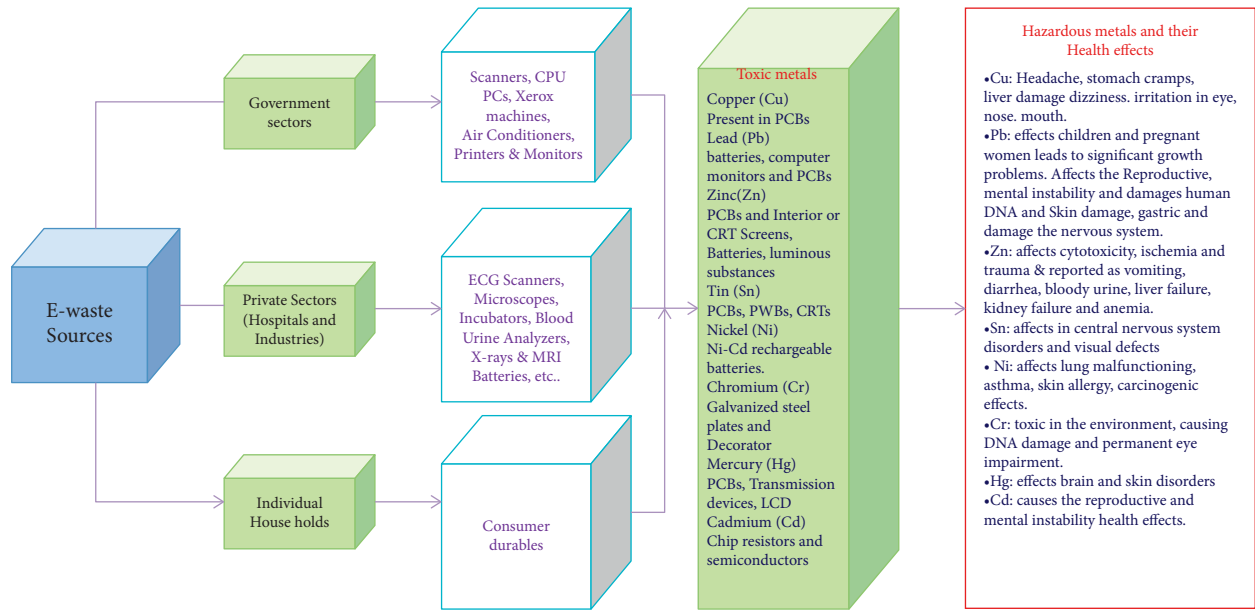 E-waste
Sources
Government
sectors
Private Sectors
(Hospitals and
Industries)
Individual
House holds
Scanners, CPU
PCs, Xerox
machines,
Air Conditioners,
Printers & Monitors
ECG Scanners,
Microscopes,
Incubators, Blood
Urine Analyzers,
X-rays & MRI
Batteries, etc..
Consumer
durables
Toxic metals
Copper (Cu)
Present in PCBs
Lead (Pb)
batteries, computer
monitors and PCBs
Zinc(Zn)
PCBs and Interior or
CRT Screens,
Batteries, luminous
substances
Tin (Sn)
PCBs, PWBs, CRTs
Nickel (Ni)
Ni-Cd rechargeable
batteries.
Chromium (Cr)
Galvanized steel
plates and
Decorator
Mercury (Hg)
PCBs, Transmission
devices, LCD
Cadmium (Cd)
Chip resistors and
semiconductors
Hazardous metals and their
Health effects
•Cu: Headache, stomach cramps,
liver damage dizziness. irritation in eye,
nose. mouth.
•Pb: effects children and pregnant
women leads to significant growth
problems. Affects the Reproductive,
mental instability and damages human
DNA and Skin damage, gastric and
damage the nervous system.
•Zn: affects cytotoxicity, ischemia and
trauma & reported as vomiting,
diarrhea, bloody urine, liver failure,
kidney failure and anemia.
•Sn: affects in central nervous system
disorders and visual defects
• Ni: affects lung malfunctioning,
asthma, skin allergy, carcinogenic
effects.
•Cr: toxic in the environment, causing
DNA damage and permanent eye
impairment.
•Hg: effects brain and skin disorders
•Cd: causes the reproductive and
mental instability health effects.